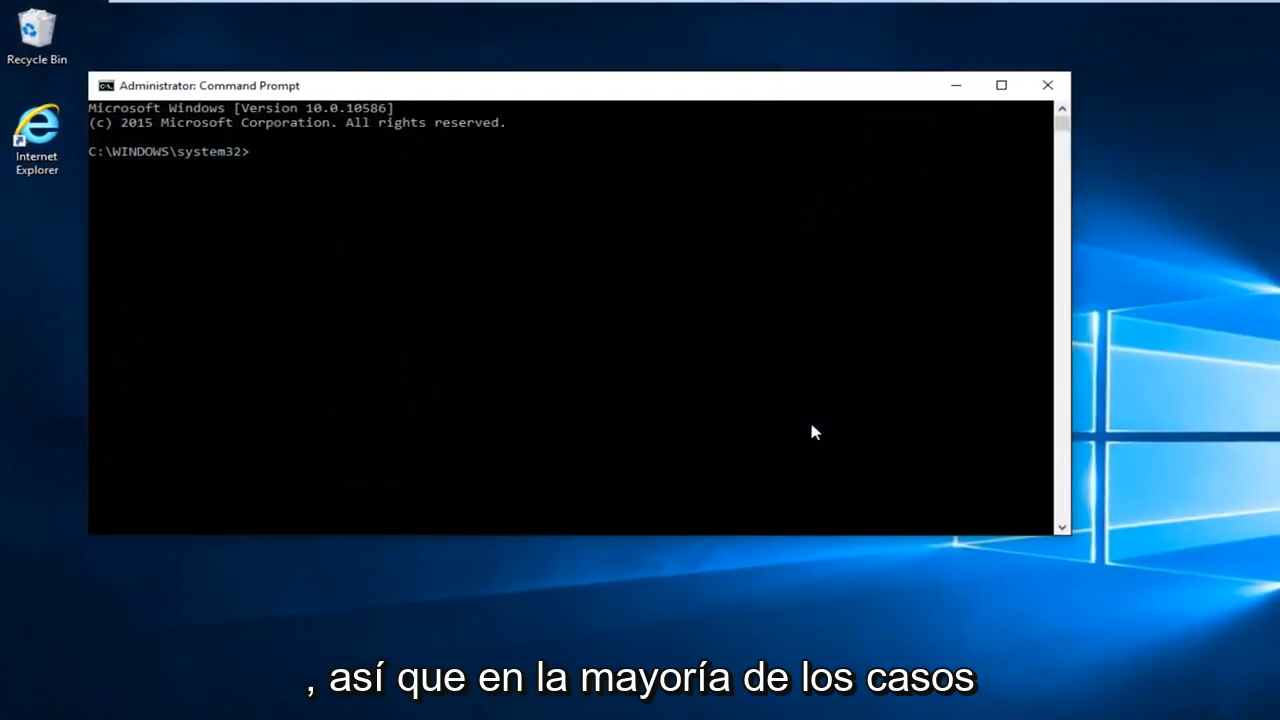 Recycle Bin
Internet
Explorer
Administrator: Command Prompt
Microsoft Windows [Version 10.0.10586]
(c) 2015 Microsoft Corporation. All rights reserved.
C:\WINDOWS\system32>
, así que en la mayoría de los casos